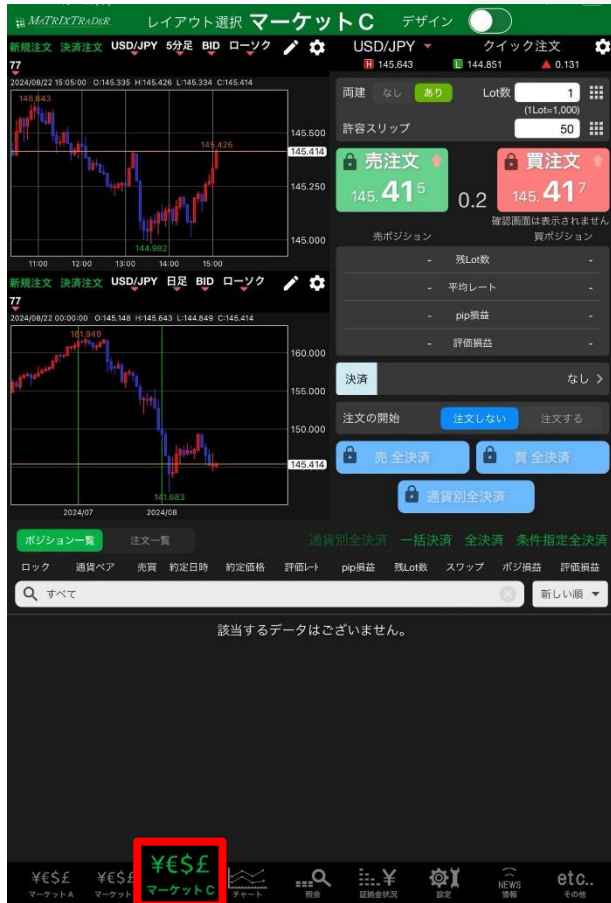 MATRIXTRADER レイアウト選択 マーケットC デザイン
新規注文 決済注文 USD/JPY 5分足 BID ローソク
77
2024/08/22 15:05:00 O:145.335 H:145.426 L:145.334 C:145.414
145.643
145.426
145.500
145.414
145.250
145.000
144.982
11:00 12:00 13:00 14:00 15:00
新規注文 決済注文 USD/JPY 日足 BID ローソク
77
2024/08/22 00:00:00 O:145.148 H:145.643 L:144.849 C:145.414
161.949
160.000
155.000
150.000
145.414
141.683
2024/07 2024/08
USD/JPY クイック注文
H 145.643 L 144.851 0.131
両建 なし あり Lot数 1
(1Lot=1,000)
許容スリップ 50
売注文 買注文
145.415 0.2 145.417
確認画面は表示されません
売ポジション 買ポジション
- 残Lot数 -
- 平均レート -
- pip損益 -
- 評価損益 -
決済 なし
注文の開始 注文しない 注文する
売 全決済 買 全決済
通貨別全決済
ポジション一覧 注文一覧 通貨別全決済 一括決済 全決済 条件指定全決済
ロック 通貨ペア 売買 約定日時 約定価格 評価レート pip損益 残Lot数 スワップ ポジ損益 評価損益
すべて 新しい順
該当するデータはございません。
¥€$£ ¥€$£ ¥€$£ ¥ etc..
マーケットA マーケット マーケットC チャート 照会 証拠金状況 設定 NEWS情報 その他